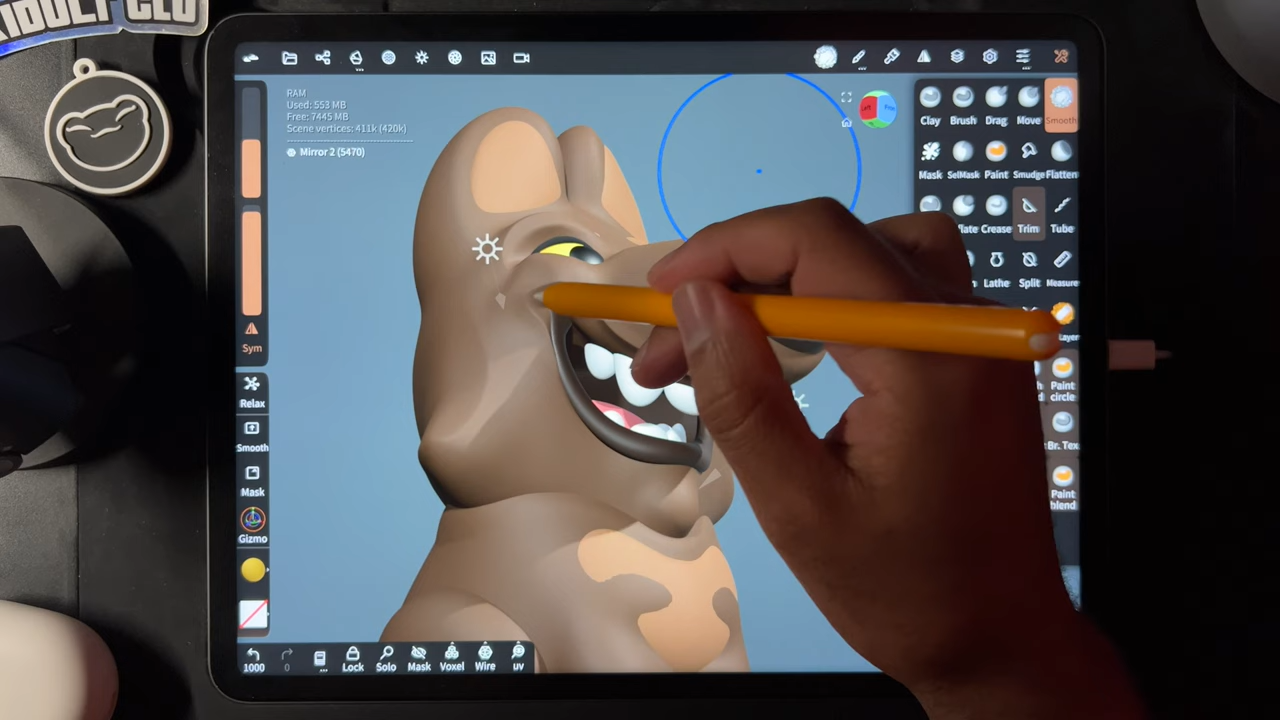 RAM
Used: 553 MB
Free: 7445 MB
Scene vertices: 411k (420k)
Mirror 2 (5470)
Sym
Relax
Smooth
Mask
Gizmo
1000
0
Lock
Solo
Mask
Voxel
Wire
UV
Clay
Brush
Drag
Move
Smooth
Mask
SelMask
Paint
Smudge
Flatten
Crease
Trim
Tube
Lathe
Split
Measure
Paint
circle
Br. Tex
Paint
blend